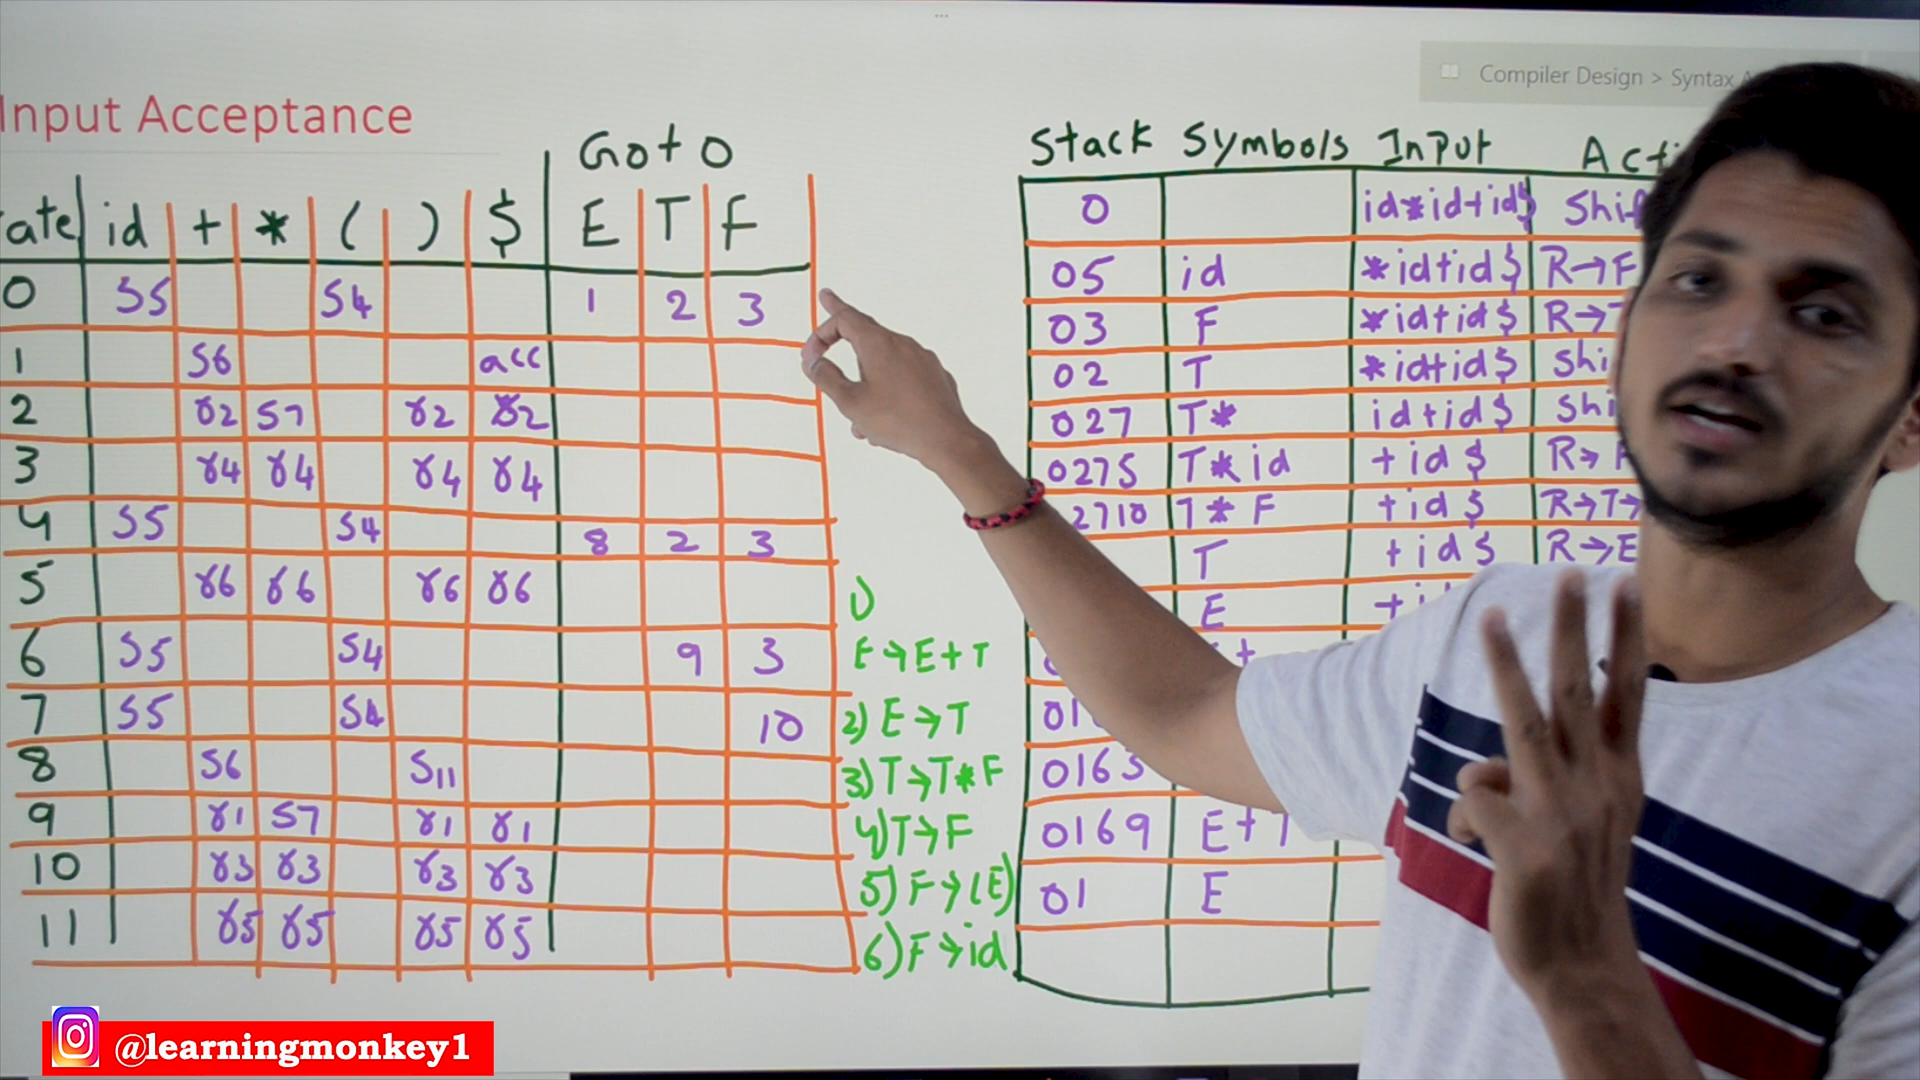 Compiler Design > Syntax
Input Acceptance
Goto
id + * ( ) $ E T F
0 S5 S4 1 2 3
1 S6 acc
2 r2 S7 r2 r2
3 r4 r4 r4 r4
4 S5 S4 8 2 3
5 r6 r6 r6 r6
6 S5 S4 9 3
7 S5 S4 10
8 S6 S11
9 r1 S7 r1 r1
10 r3 r3 r3 r3
11 r5 r5 r5 r5
1)
E→E+T
2) E→T
3) T→T*F
4) T→F
5) F→(E)
6) F→id
Stack Symbols Input
0 id*id+id$
05 id *id+id$ R→F
03 F *id+id$ R→T
02 T *id+id$
027 T* id+id$
0275 T*id +id$ R→F
2710 T*F +id$ R→T→
T +id$ R→E
E
0165
0169 E+T
01 E
@learningmonkey1